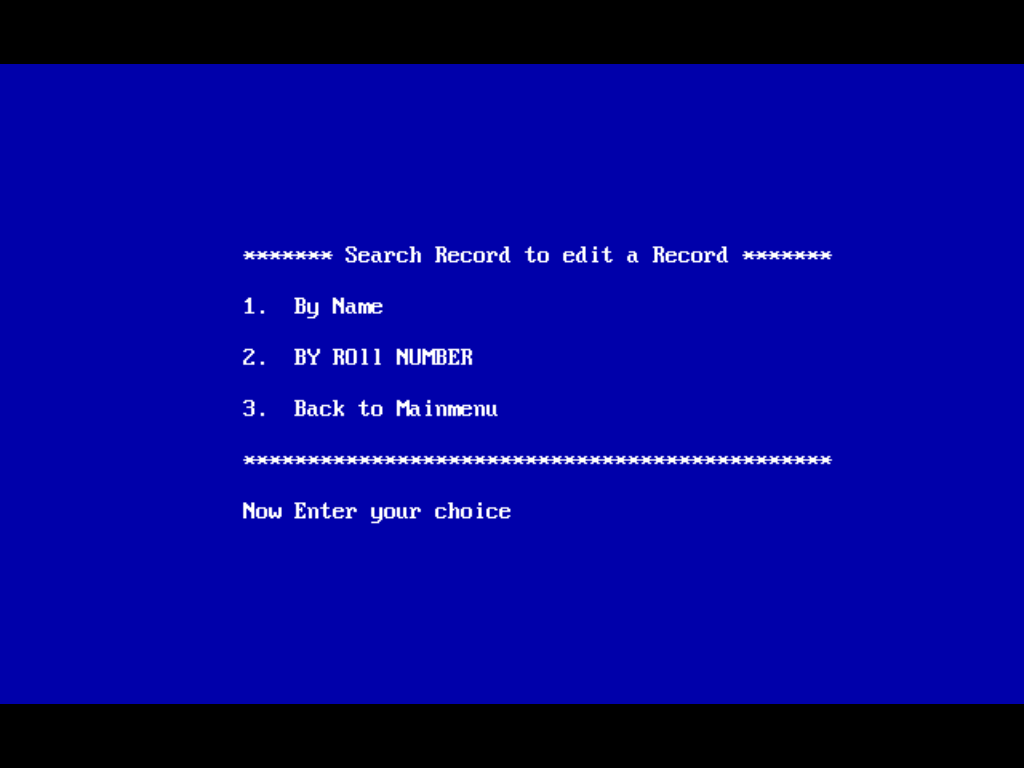 ******* Search Record to edit a Record *******
1.  By Name
2.  BY ROll NUMBER
3.  Back to Mainmenu
**********************************************
Now Enter your choice